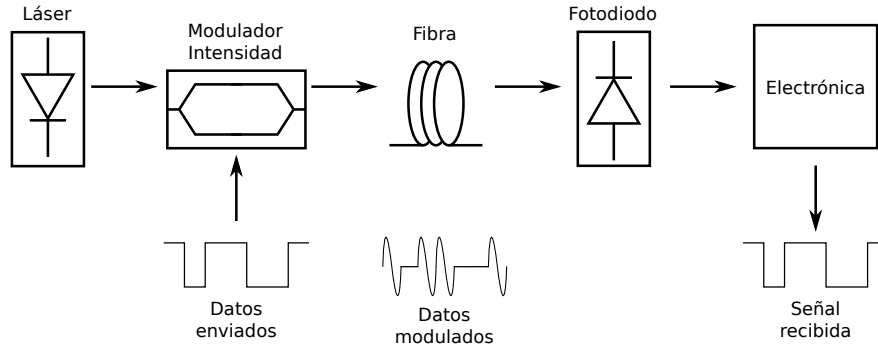 Láser
Modulador
Intensidad
Fibra
Fotodiodo
Electrónica
Datos
enviados
Datos
modulados
Señal
recibida